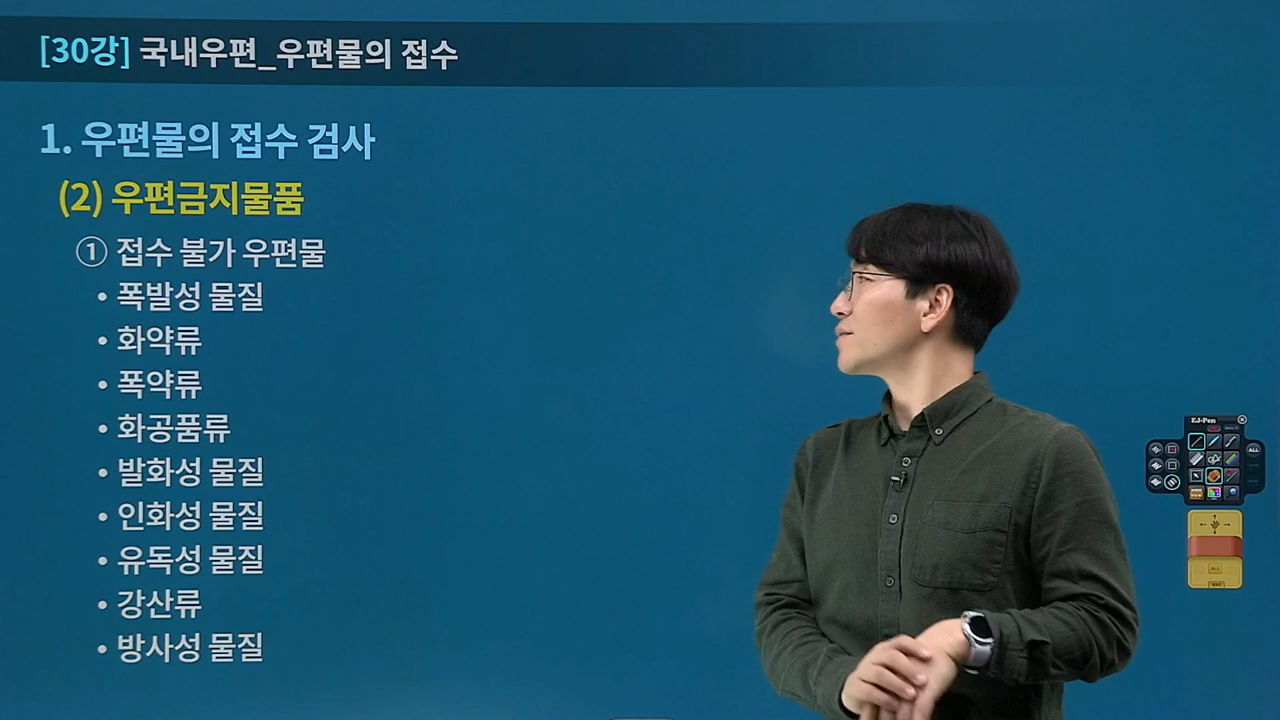 [30강] 국내우편_우편물의 접수
1. 우편물의 접수 검사
(2) 우편금지물품
① 접수 불가 우편물
• 폭발성 물질
• 화약류
• 폭약류
• 화공품류
• 발화성 물질
• 인화성 물질
• 유독성 물질
• 강산류
• 방사성 물질
EJ-Pen
ALL
ALL